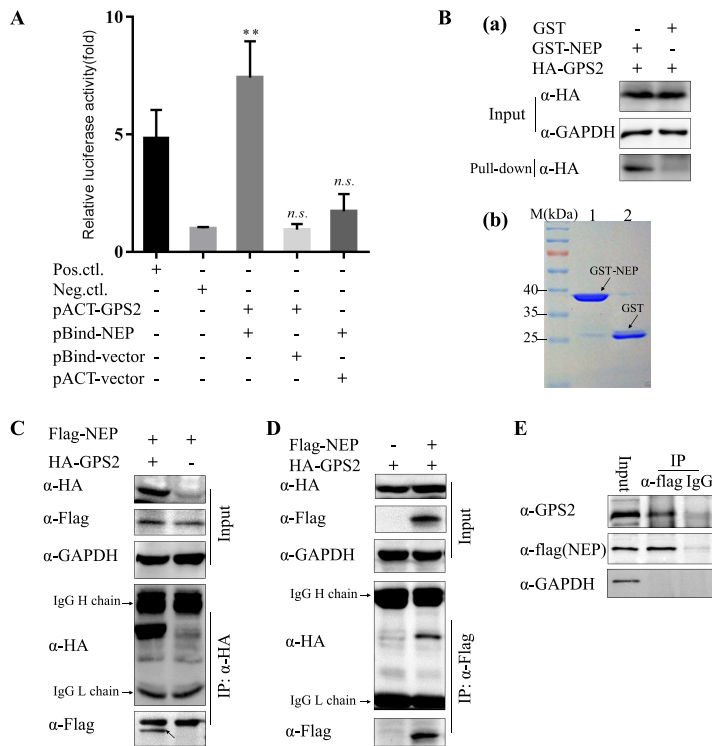 A
Relative luciferase activity(fold)
10
5
0
**
n.s.
n.s.
Pos.ctl. + - - - -
Neg.ctl. - + - - -
pACT-GPS2 - - + + -
pBind-NEP - - + - +
pBind-vector - - - + -
pACT-vector - - - - +
B
(a)
GST - +
GST-NEP + -
HA-GPS2 + +
Input
α-HA
α-GAPDH
Pull-down α-HA
(b)
M(kDa) 1 2
GST-NEP
40
35
GST
25
C
Flag-NEP + +
HA-GPS2 + -
α-HA
α-Flag
α-GAPDH
Input
IgG H chain
α-HA
IgG L chain
α-Flag
IP: α-HA
D
Flag-NEP - +
HA-GPS2 + +
α-HA
α-Flag
α-GAPDH
Input
IgG H chain
α-HA
IgG L chain
α-Flag
IP: α-Flag
E
Input
IP
α-flag IgG
α-GPS2
α-flag(NEP)
α-GAPDH